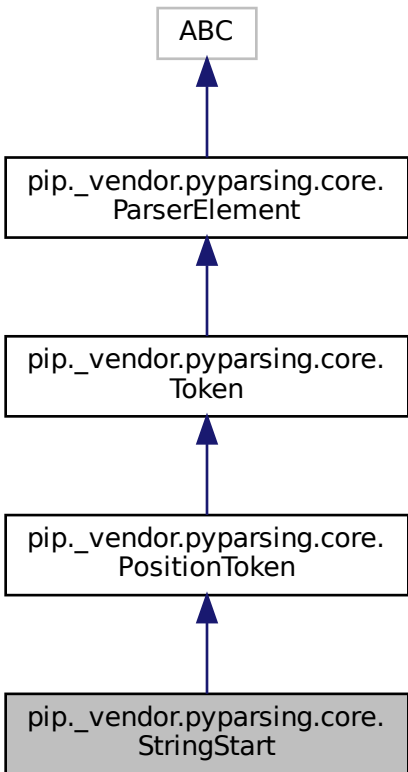 ABC
pip._vendor.pyparsing.core.
ParserElement
pip._vendor.pyparsing.core.
Token
pip._vendor.pyparsing.core.
PositionToken
pip._vendor.pyparsing.core.
StringStart